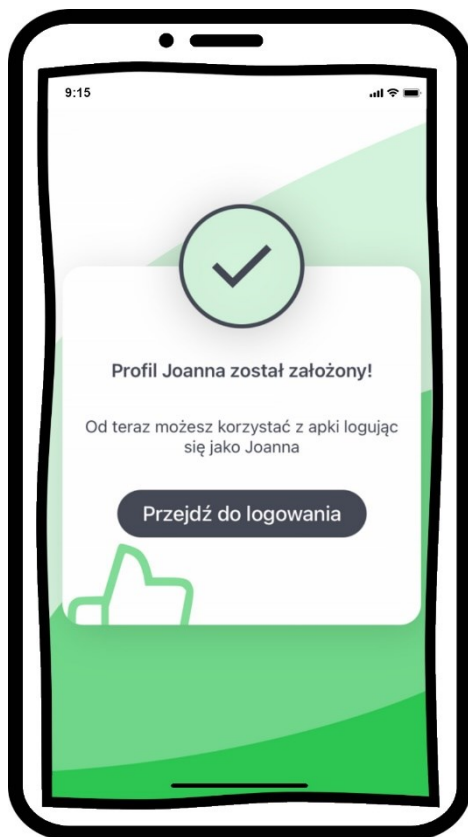 9:15
Profil Joanna został założony!
Od teraz możesz korzystać z apki logując
się jako Joanna
Przejdź do logowania